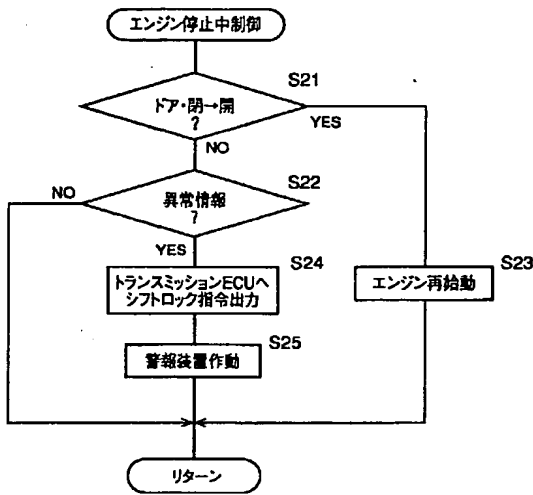 エンジン停止中制御
S21
ドア・閉→開
?
YES
NO
S22
NO
異常情報
?
YES
S24
トランスミッションECUへ
シフトロック指令出力
S23
エンジン再始動
S25
警報装置作動
リターン